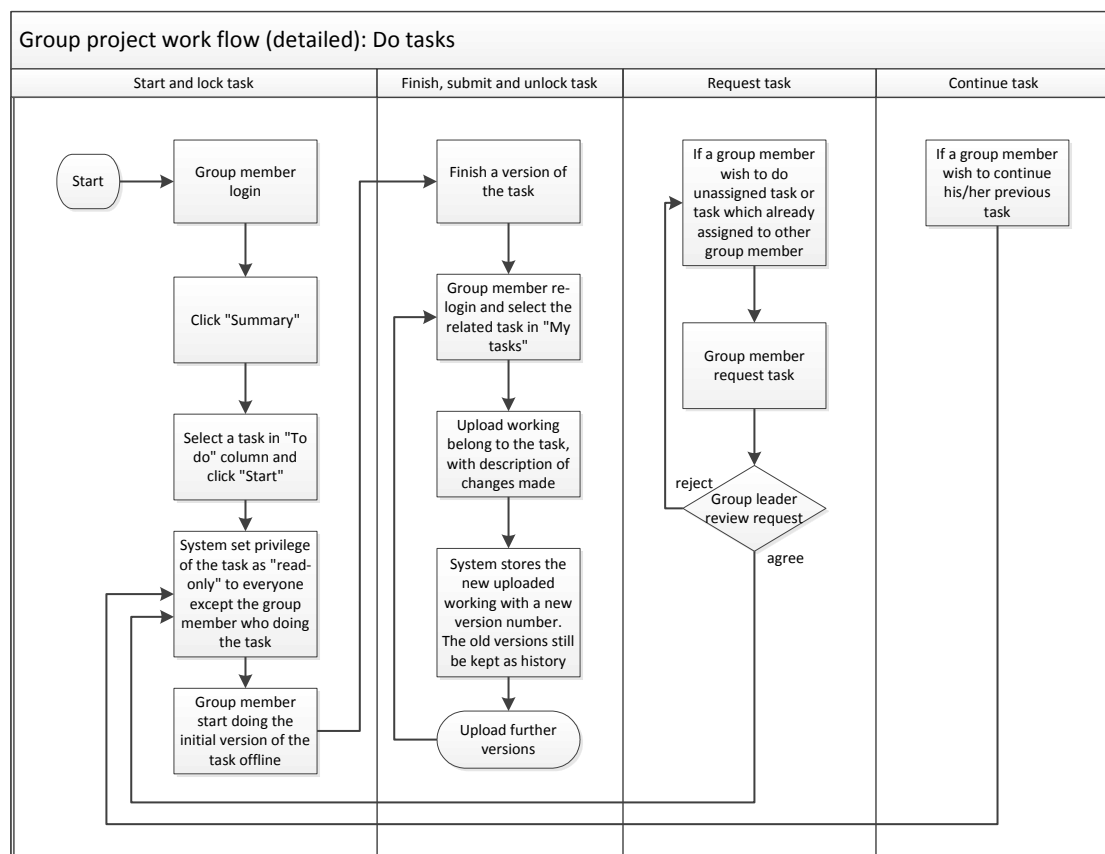 Group project work flow (detailed): Do tasks
Start and lock task
Finish, submit and unlock task
Request task
Continue task
Start
Group member
login
Click "Summary"
Select a task in "To
do" column and
click "Start"
System set privilege
of the task as "read-
only" to everyone
except the group
member who doing
the task
Group member
start doing the
initial version of the
task offline
Finish a version of
the task
Group member re-
login and select the
related task in "My
tasks"
Upload working
belong to the task,
with description of
changes made
System stores the
new uploaded
working with a new
version number.
The old versions still
be kept as history
Upload further
versions
If a group member
wish to do
unassigned task or
task which already
assigned to other
group member
Group member
request task
reject
Group leader
review request
agree
If a group member
wish to continue
his/her previous
task